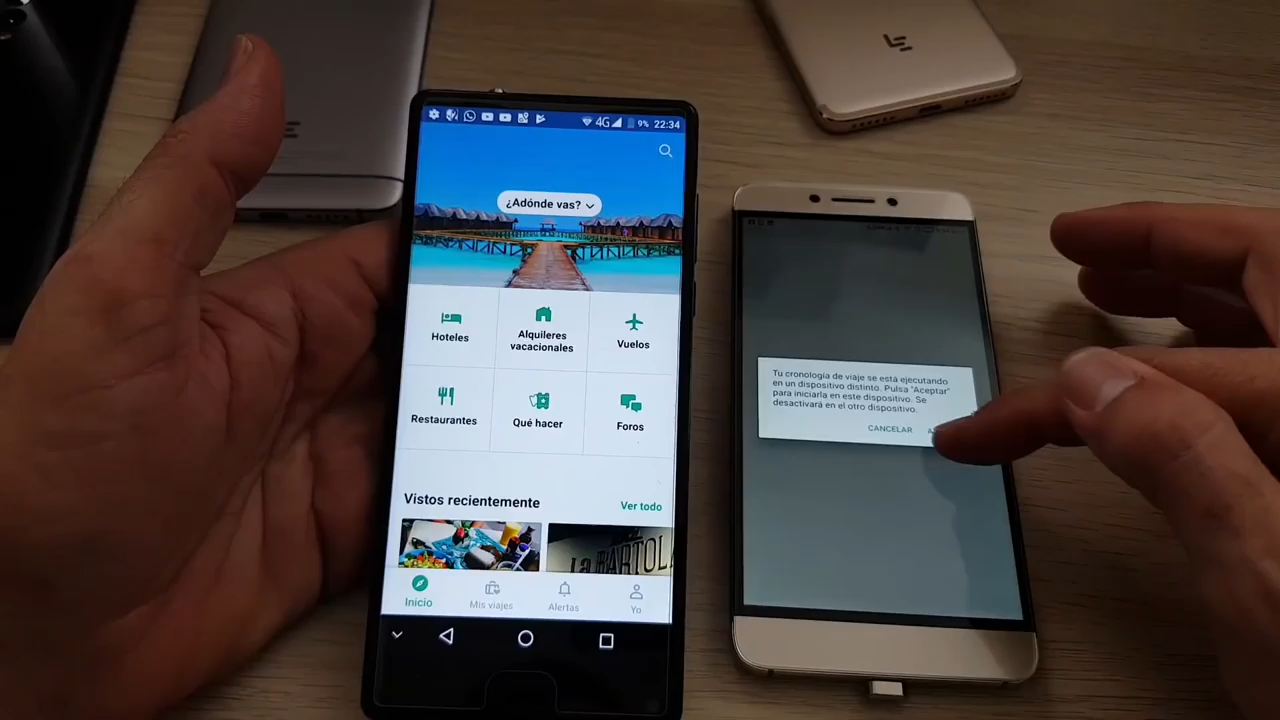 4G 9% 22:34
¿Adónde vas?
Hoteles
Alquileres
vacacionales
Vuelos
Restaurantes
Qué hacer
Foros
Vistos recientemente
Ver todo
La BARTOLA
Inicio
Mis viajes
Alertas
Yo
Tu cronología de viaje se está ejecutando
en un dispositivo distinto. Pulsa "Aceptar"
para iniciarla en este dispositivo. Se
desactivará en el otro dispositivo.
CANCELAR